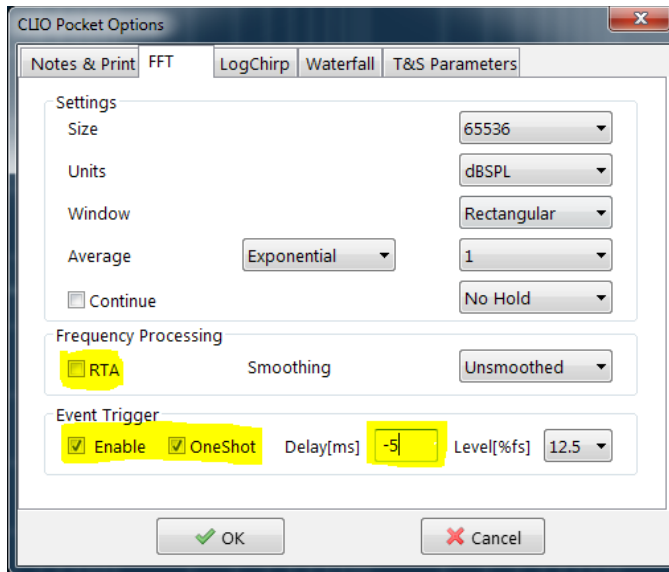 CLIO Pocket Options
Notes & Print FFT LogChirp Waterfall T&S Parameters
Settings
Size 65536
Units dBSPL
Window Rectangular
Average Exponential 1
Continue No Hold
Frequency Processing
RTA Smoothing Unsmoothed
Event Trigger
Enable OneShot Delay[ms] -5 Level[%fs] 12.5
OK Cancel